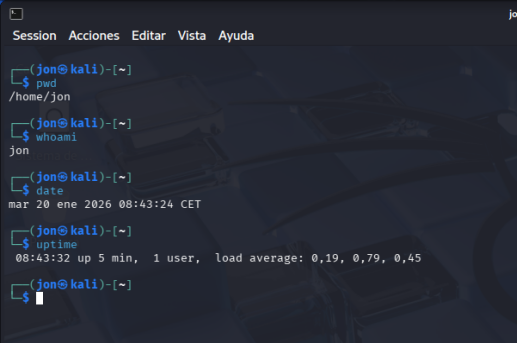 jo
Session Acciones Editar Vista Ayuda
┌──(jon㉿kali)-[~]
└─$ pwd
/home/jon
┌──(jon㉿kali)-[~]
└─$ whoami
jon
┌──(jon㉿kali)-[~]
└─$ date
mar 20 ene 2026 08:43:24 CET
┌──(jon㉿kali)-[~]
└─$ uptime
 08:43:32 up 5 min,  1 user,  load average: 0,19, 0,79, 0,45
┌──(jon㉿kali)-[~]
└─$